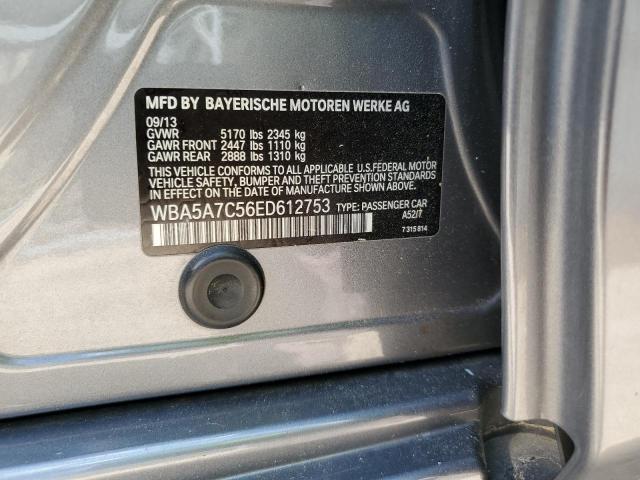 MFD BY BAYERISCHE MOTOREN WERKE AG
09/13
GVWR 5170 lbs 2345 kg
GAWR FRONT 2447 lbs 1110 kg
GAWR REAR 2888 lbs 1310 kg
THIS VEHICLE CONFORMS TO ALL APPLICABLE U.S.FEDERAL MOTOR
VEHICLE SAFETY, BUMPER AND THEFT PREVENTION STANDARDS
IN EFFECT ON THE DATE OF MANUFACTURE SHOWN ABOVE.
WBA5A7C56ED612753 TYPE: PASSENGER CAR
A52/7
7 315 814